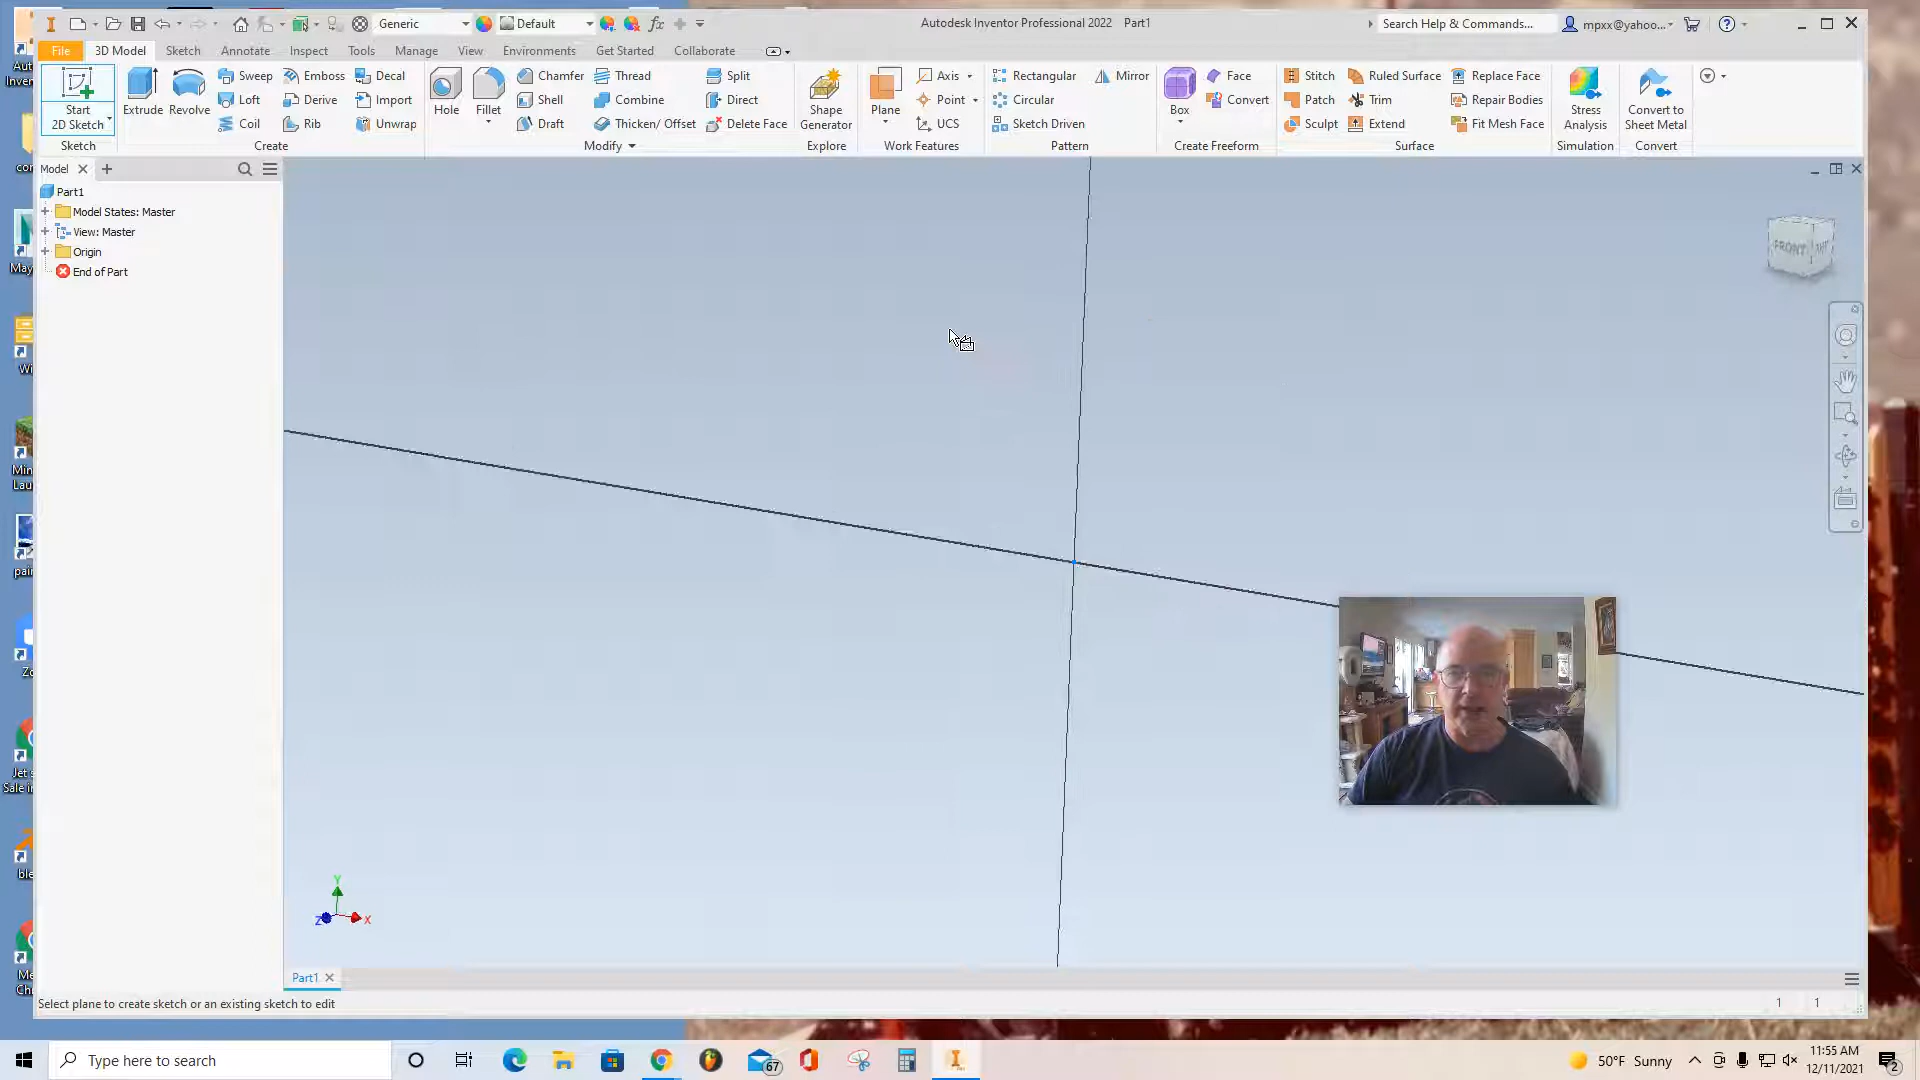 Generic
Default
Autodesk Inventor Professional 2022 Part1
Search Help & Commands...
mpxx@yahoo...
File 3D Model Sketch Annotate Inspect Tools Manage View Environments Get Started Collaborate
Start
2D Sketch
Sketch
Extrude
Revolve
Sweep Emboss Decal
Loft Derive Import
Coil Rib Unwrap
Create
Hole
Fillet
Chamfer Thread Split
Shell Combine Direct
Draft Thicken/ Offset Delete Face
Modify
Shape
Generator
Explore
Plane
Axis
Point
UCS
Work Features
Rectangular Mirror
Circular
Sketch Driven
Pattern
Box
Face
Convert
Create Freeform
Stitch Ruled Surface Replace Face
Patch Trim Repair Bodies
Sculpt Extend Fit Mesh Face
Surface
Stress
Analysis
Simulation
Convert to
Sheet Metal
Convert
Model
Part1
Model States: Master
View: Master
Origin
End of Part
FRONT
Y
Z
X
Part1
Select plane to create sketch or an existing sketch to edit
1 1
Type here to search
67
50°F Sunny
11:55 AM
12/11/2021
2